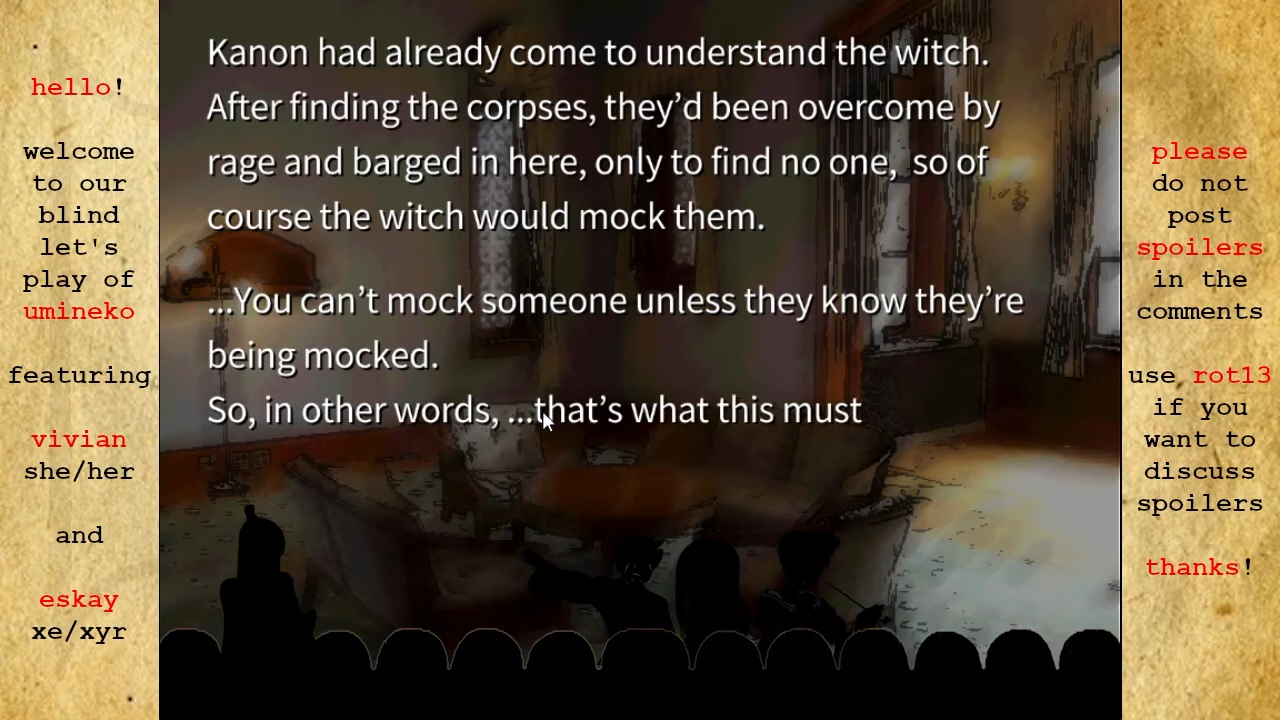 hello!
welcome
to our
blind
let's
play of
umineko
featuring
vivian
she/her
and
eskay
xe/xyr
Kanon had already come to understand the witch.
After finding the corpses, they’d been overcome by
rage and barged in here, only to find no one,  so of
course the witch would mock them.
...You can’t mock someone unless they know they’re
being mocked.
So, in other words, ...that’s what this must
please
do not
post
spoilers
in the
comments
use rot13
if you
want to
discuss
spoilers
thanks!